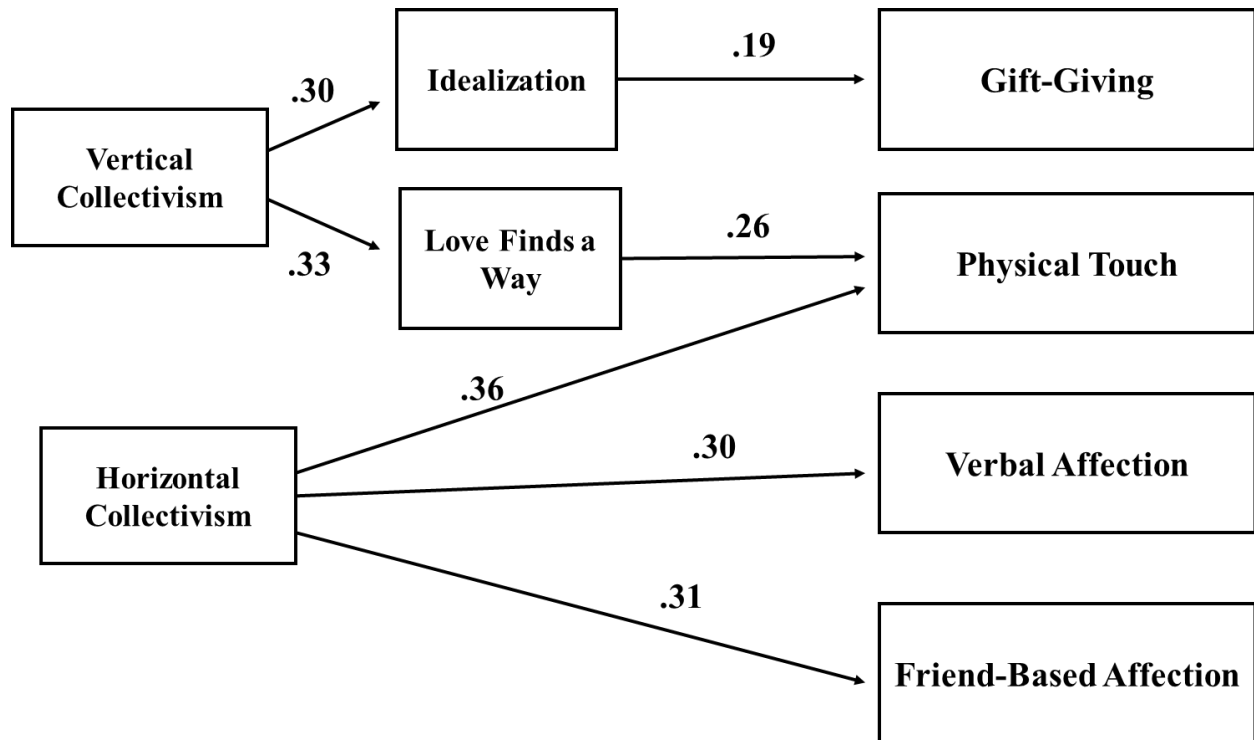 .19
Idealization
Gift-Giving
.30
Vertical
Collectivism
.33
Love Finds a
Way
.26
Physical Touch
.36
Horizontal
Collectivism
.30
Verbal Affection
.31
Friend-Based Affection